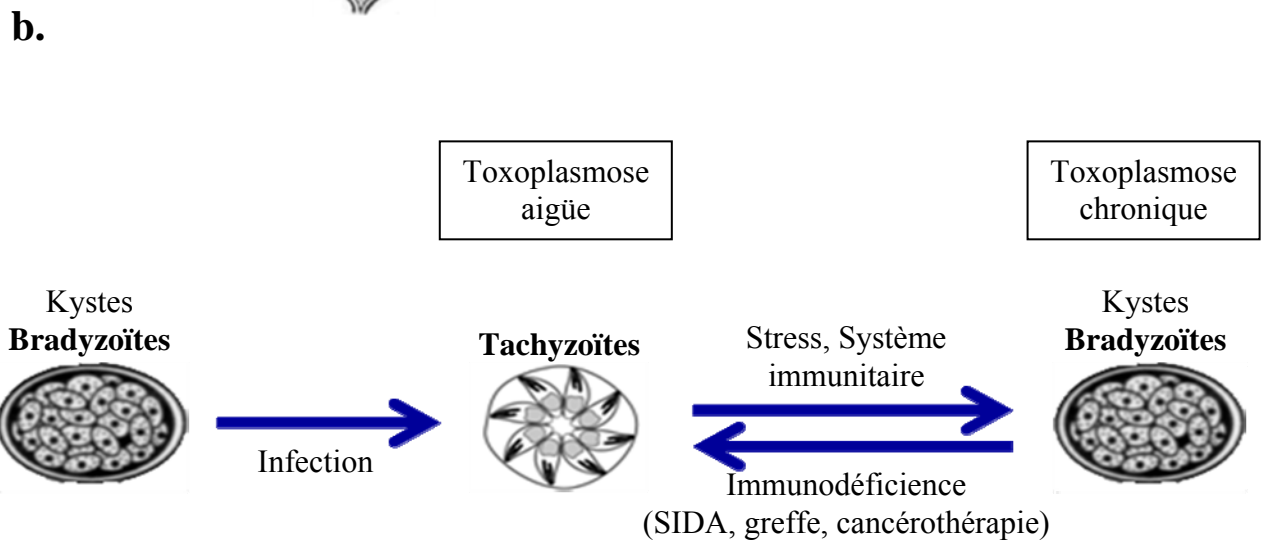 b.
Toxoplasmose
aigüe
Toxoplasmose
chronique
Kystes
Bradyzoïtes
Tachyzoïtes
Stress, Système
immunitaire
Kystes
Bradyzoïtes
Infection
Immunodéficience
(SIDA, greffe, cancérothérapie)